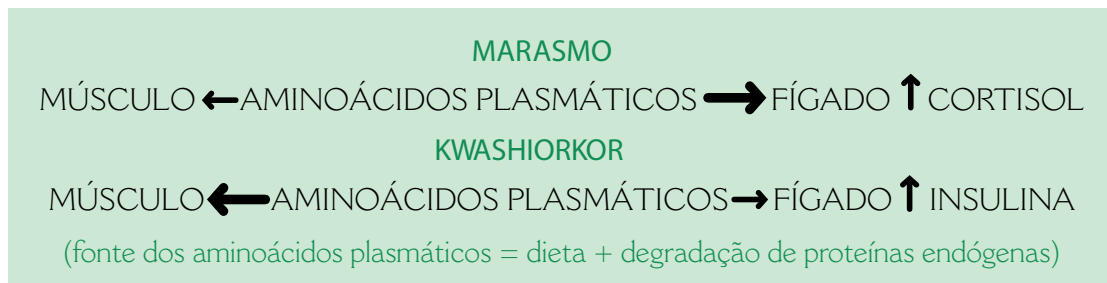 MARASMO
MÚSCULO ← AMINOÁCIDOS PLASMÁTICOS → FÍGADO ↑ CORTISOL
KWASHIORKOR
MÚSCULO ← AMINOÁCIDOS PLASMÁTICOS → FÍGADO ↑ INSULINA
(fonte dos aminoácidos plasmáticos = dieta + degradação de proteínas endógenas)